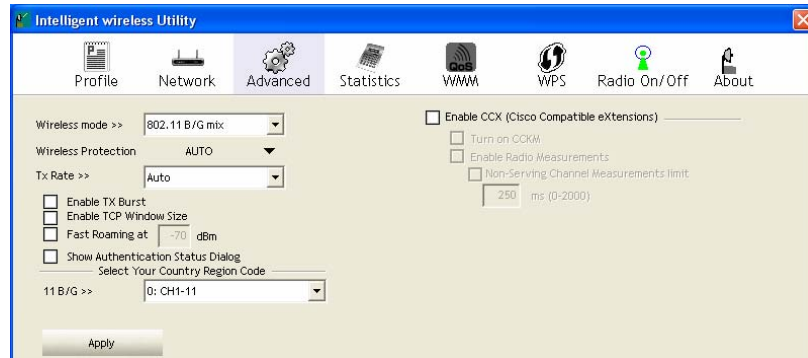 Intelligent wireless Utility
Profile
Network
Advanced
Statistics
QoS
WMM
WPS
Radio On/Off
About
Wireless mode >> 802.11 B/G mix
Wireless Protection AUTO
Tx Rate >> Auto
Enable TX Burst
Enable TCP Window Size
Fast Roaming at -70 dBm
Show Authentication Status Dialog
Select Your Country Region Code
11 B/G >> 0: CH1-11
Apply
Enable CCX (Cisco Compatible eXtensions)
Turn on CCKM
Enable Radio Measurements
Non-Serving Channel Measurements limit
250 ms (0-2000)